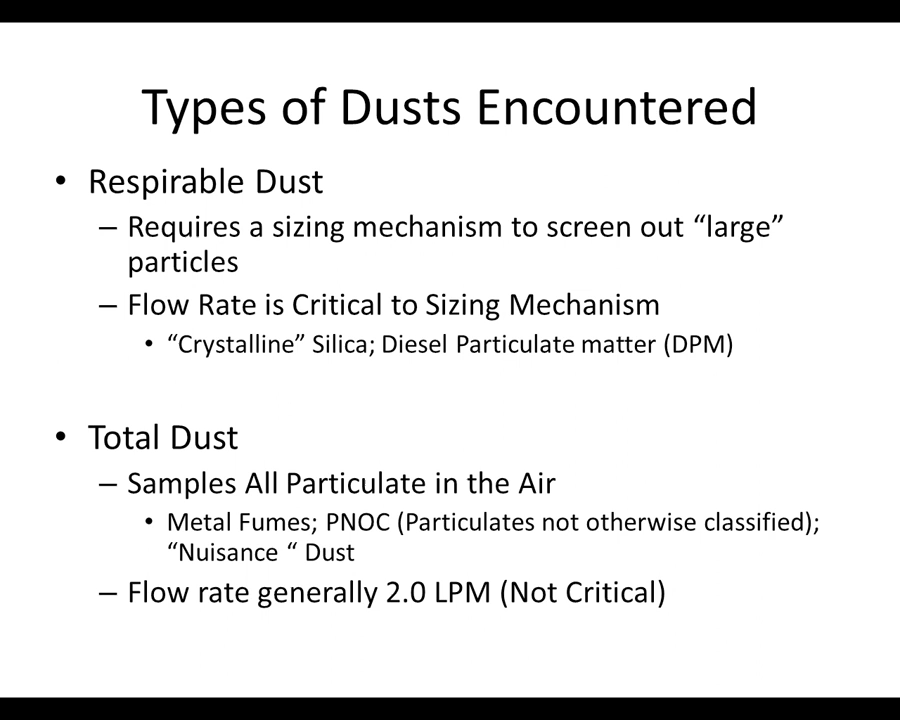 Types of Dusts Encountered
• Respirable Dust
– Requires a sizing mechanism to screen out “large”
particles
– Flow Rate is Critical to Sizing Mechanism
• “Crystalline” Silica; Diesel Particulate matter (DPM)
• Total Dust
– Samples All Particulate in the Air
• Metal Fumes; PNOC (Particulates not otherwise classified);
“Nuisance “ Dust
– Flow rate generally 2.0 LPM (Not Critical)